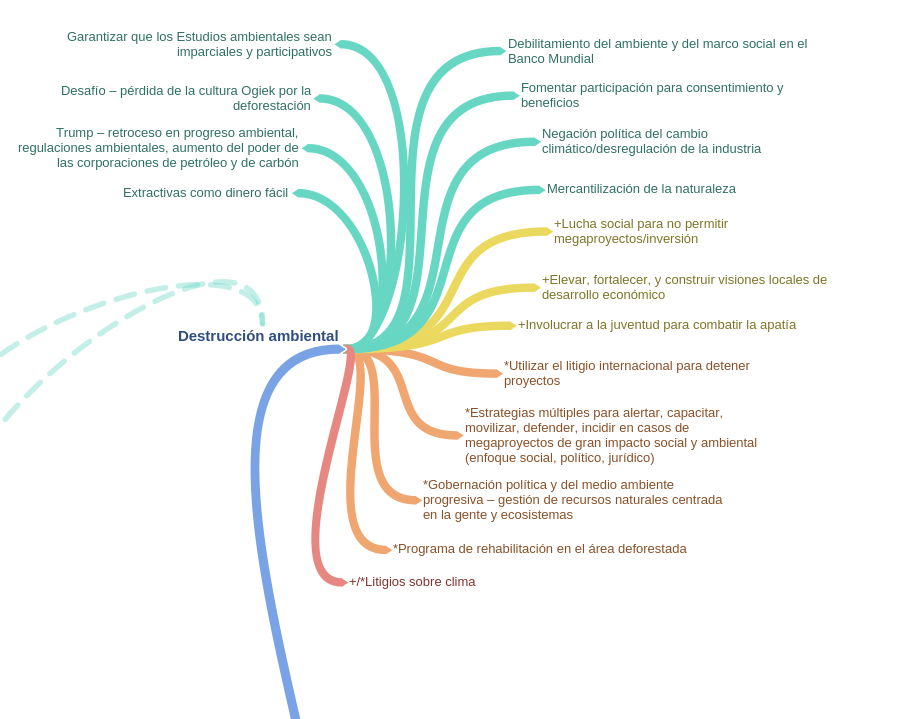 Garantizar que los Estudios ambientales sean
imparciales y participativos
Desafío – pérdida de la cultura Ogiek por la
deforestación
Trump – retroceso en progreso ambiental,
regulaciones ambientales, aumento del poder de
las corporaciones de petróleo y de carbón
Extractivas como dinero fácil
Destrucción ambiental
Debilitamiento del ambiente y del marco social en el
Banco Mundial
Fomentar participación para consentimiento y
beneficios
Negación política del cambio
climático/desregulación de la industria
Mercantilización de la naturaleza
+Lucha social para no permitir
megaproyectos/inversión
+Elevar, fortalecer, y construir visiones locales de
desarrollo económico
+Involucrar a la juventud para combatir la apatía
*Utilizar el litigio internacional para detener
proyectos
*Estrategias múltiples para alertar, capacitar,
movilizar, defender, incidir en casos de
megaproyectos de gran impacto social y ambiental
(enfoque social, político, jurídico)
*Gobernación política y del medio ambiente
progresiva – gestión de recursos naturales centrada
en la gente y ecosistemas
*Programa de rehabilitación en el área deforestada
+/*Litigios sobre clima